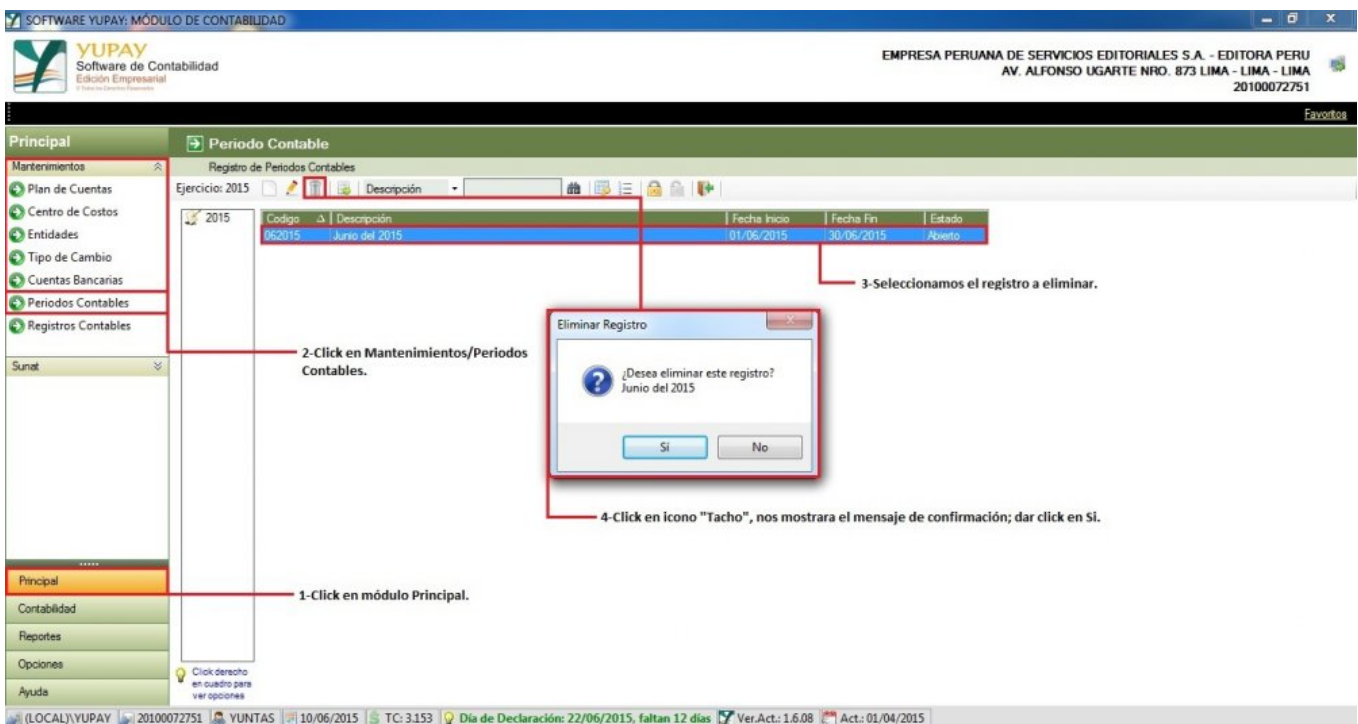 SOFTWARE YUPAY: MÓDULO DE CONTABILIDAD
YUPAY
Software de Contabilidad
Edición Empresarial
EMPRESA PERUANA DE SERVICIOS EDITORIALES S.A. - EDITORA PERU
AV. ALFONSO UGARTE NRO. 873 LIMA - LIMA - LIMA
20100072751
Favoritos
Principal
Periodo Contable
Mantenimientos
Registro de Periodos Contables
Plan de Cuentas
Ejercicio: 2015
Descripción
Centro de Costos
2015
Codigo
Descripción
Fecha Inicio
Fecha Fin
Estado
Entidades
062015
Junio del 2015
01/06/2015
30/06/2015
Abierto
Tipo de Cambio
Cuentas Bancarias
3-Seleccionamos el registro a eliminar.
Periodos Contables
Registros Contables
Eliminar Registro
2-Click en Mantenimientos/Periodos
Contables.
Sunat
¿Desea eliminar este registro?
Junio del 2015
Si
No
4-Click en icono "Tacho", nos mostrara el mensaje de confirmación; dar click en Si.
Principal
1-Click en módulo Principal.
Contabilidad
Reportes
Opciones
Ayuda
Click derecho
en cuadro para
ver opciones
(LOCAL)\YUPAY
20100072751
YUNTAS
10/06/2015
TC: 3.153
Día de Declaración: 22/06/2015, faltan 12 días
Ver.Act.: 1.6.08
Act.: 01/04/2015